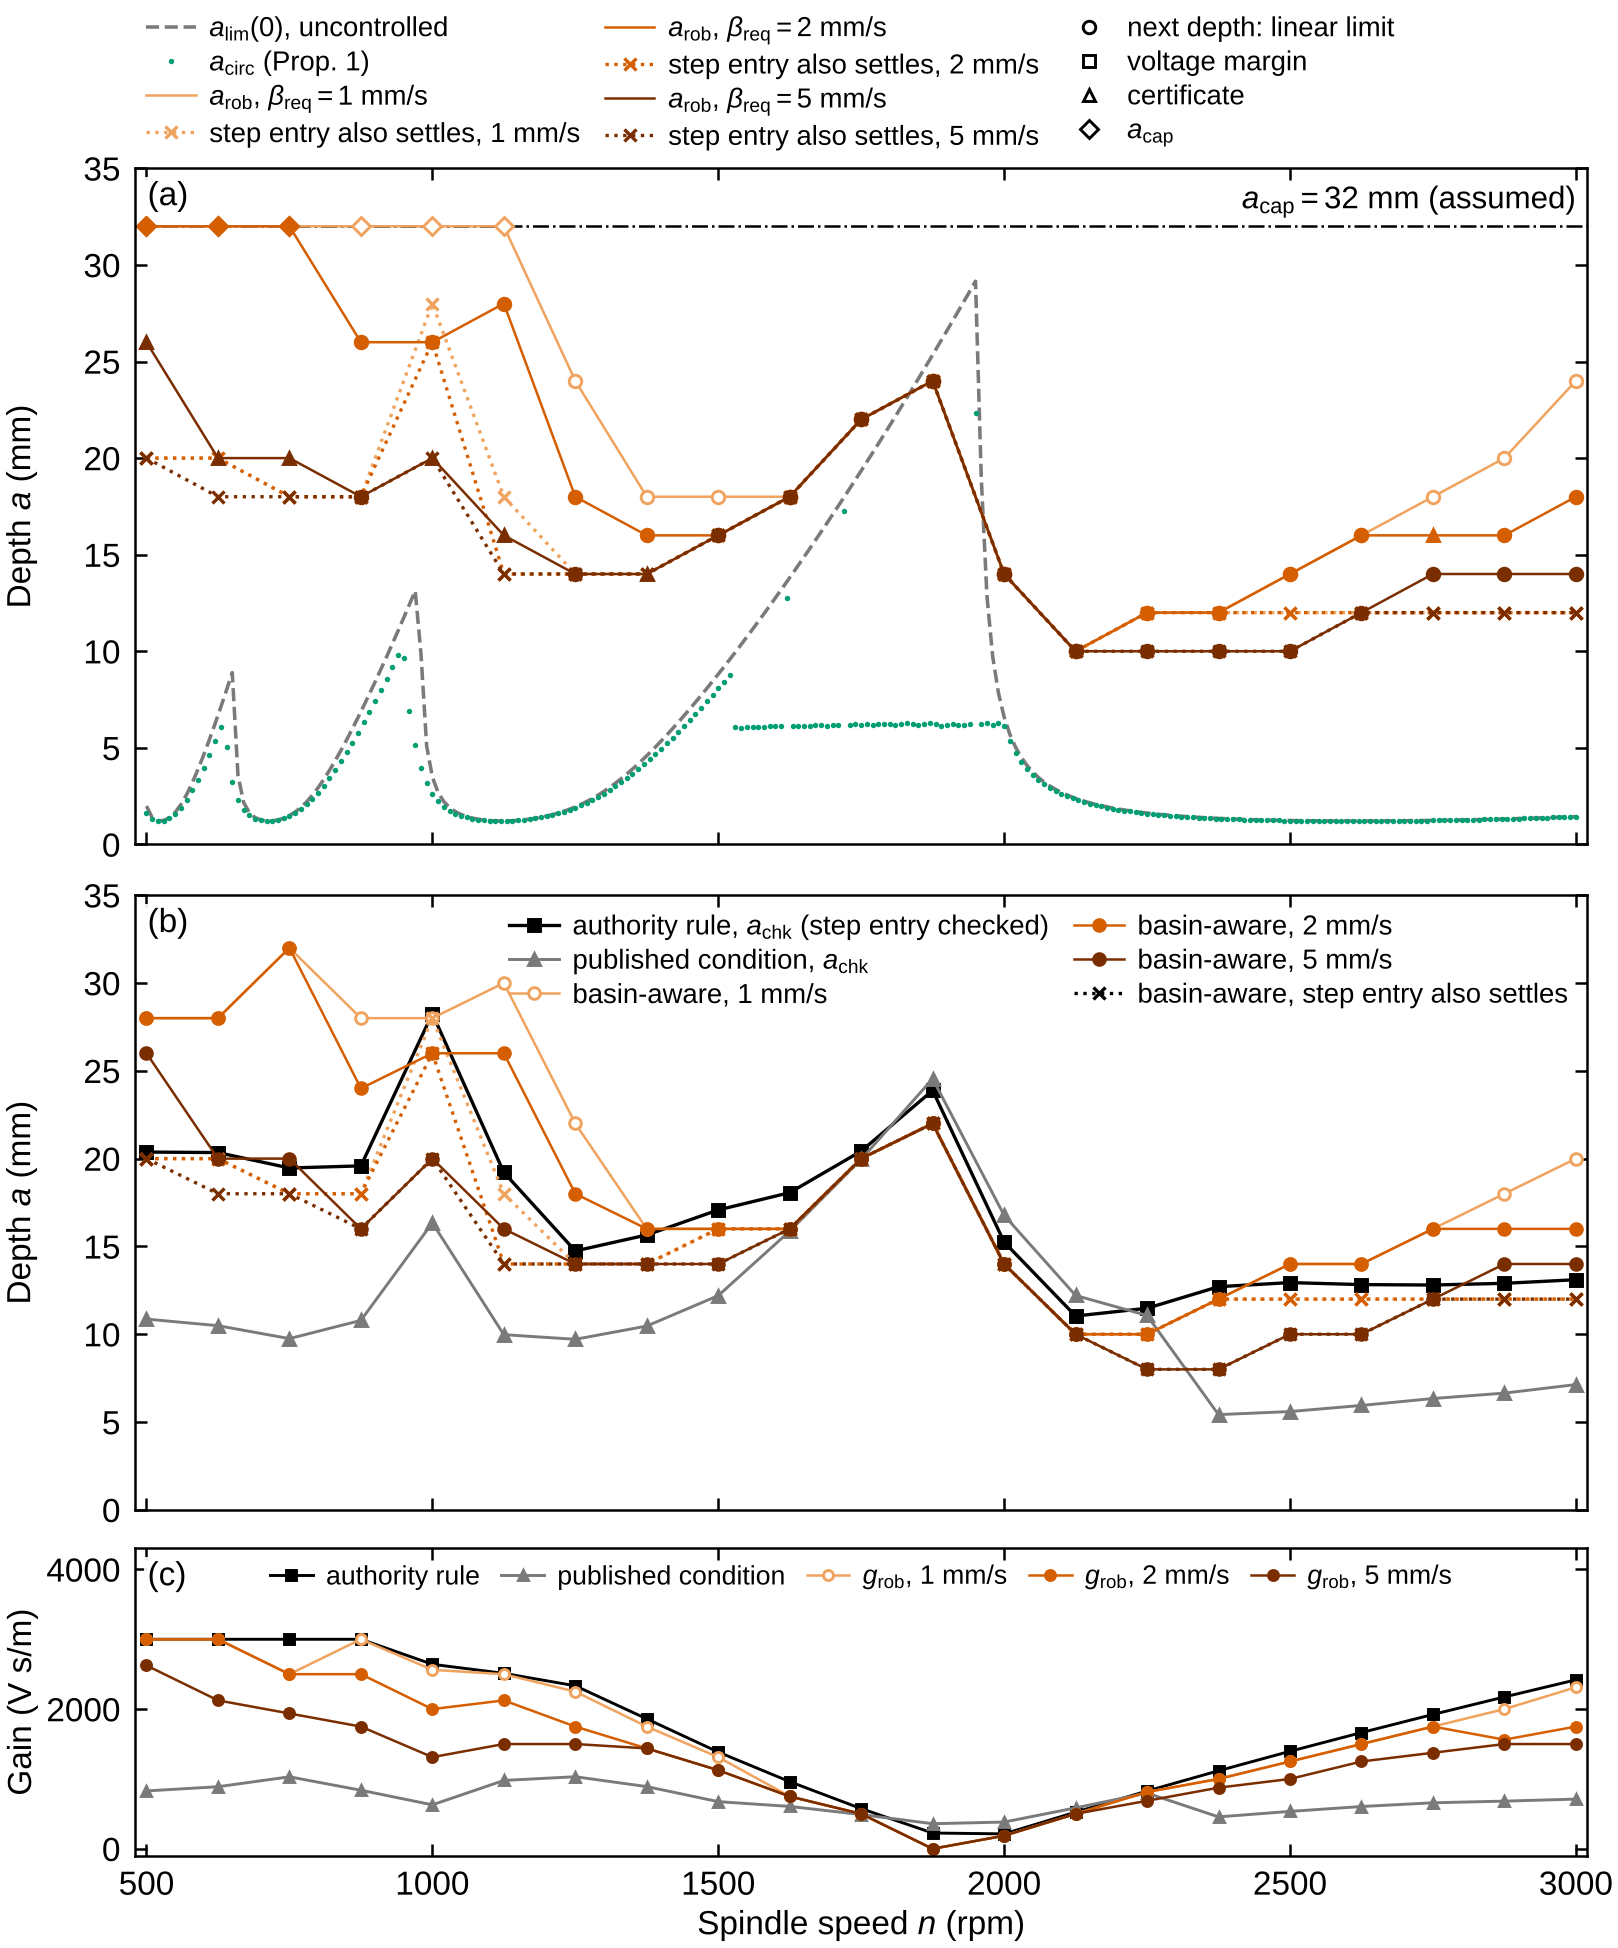 a_lim(0), uncontrolled
a_circ (Prop. 1)
a_rob, β_req = 1 mm/s
step entry also settles, 1 mm/s
a_rob, β_req = 2 mm/s
step entry also settles, 2 mm/s
a_rob, β_req = 5 mm/s
step entry also settles, 5 mm/s
next depth: linear limit
voltage margin
certificate
a_cap
(a)
a_cap = 32 mm (assumed)
35
30
25
20
15
10
5
0
Depth a (mm)
(b)
authority rule, a_chk (step entry checked)
published condition, a_chk
basin-aware, 1 mm/s
basin-aware, 2 mm/s
basin-aware, 5 mm/s
basin-aware, step entry also settles
35
30
25
20
15
10
5
0
Depth a (mm)
(c)
authority rule
published condition
g_rob, 1 mm/s
g_rob, 2 mm/s
g_rob, 5 mm/s
4000
2000
0
Gain (V s/m)
500 1000 1500 2000 2500 3000
Spindle speed n (rpm)